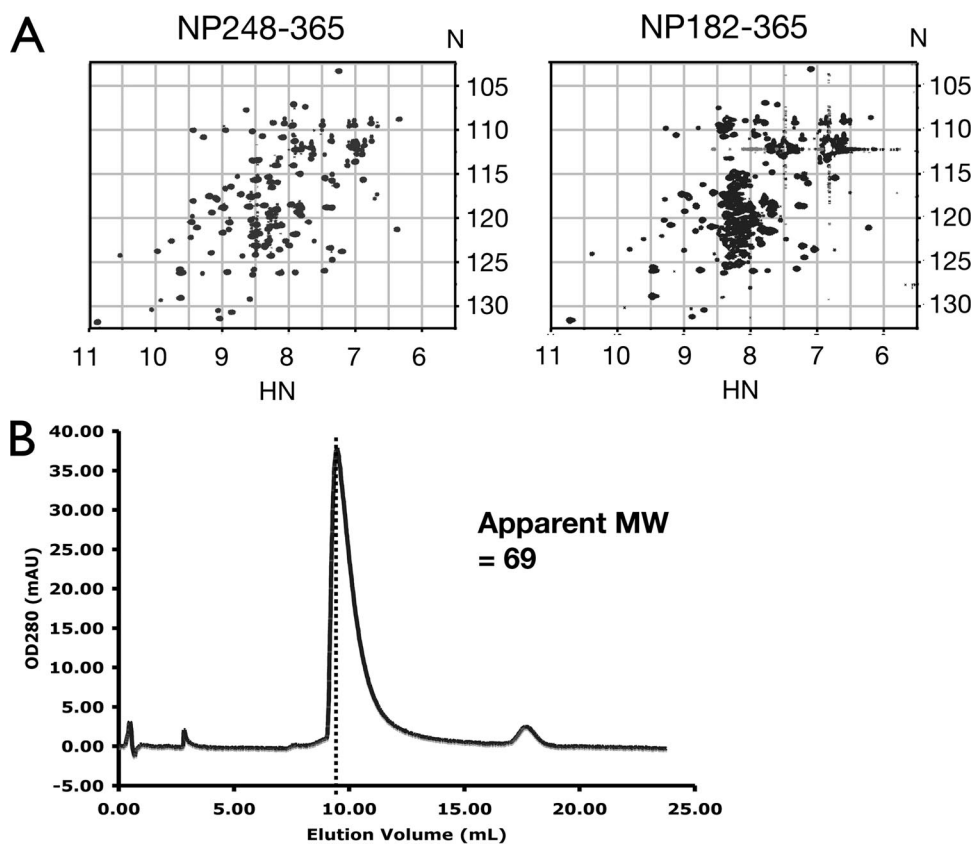 A
NP248-365
N
105
110
115
120
125
130
11 10 9 8 7 6
HN
NP182-365
N
105
110
115
120
125
130
11 10 9 8 7 6
HN
B
40.00
35.00
30.00
25.00
20.00
15.00
10.00
5.00
0.00
-5.00
OD280 (mAU)
Apparent MW
= 69
0.00 5.00 10.00 15.00 20.00 25.00
Elution Volume (mL)